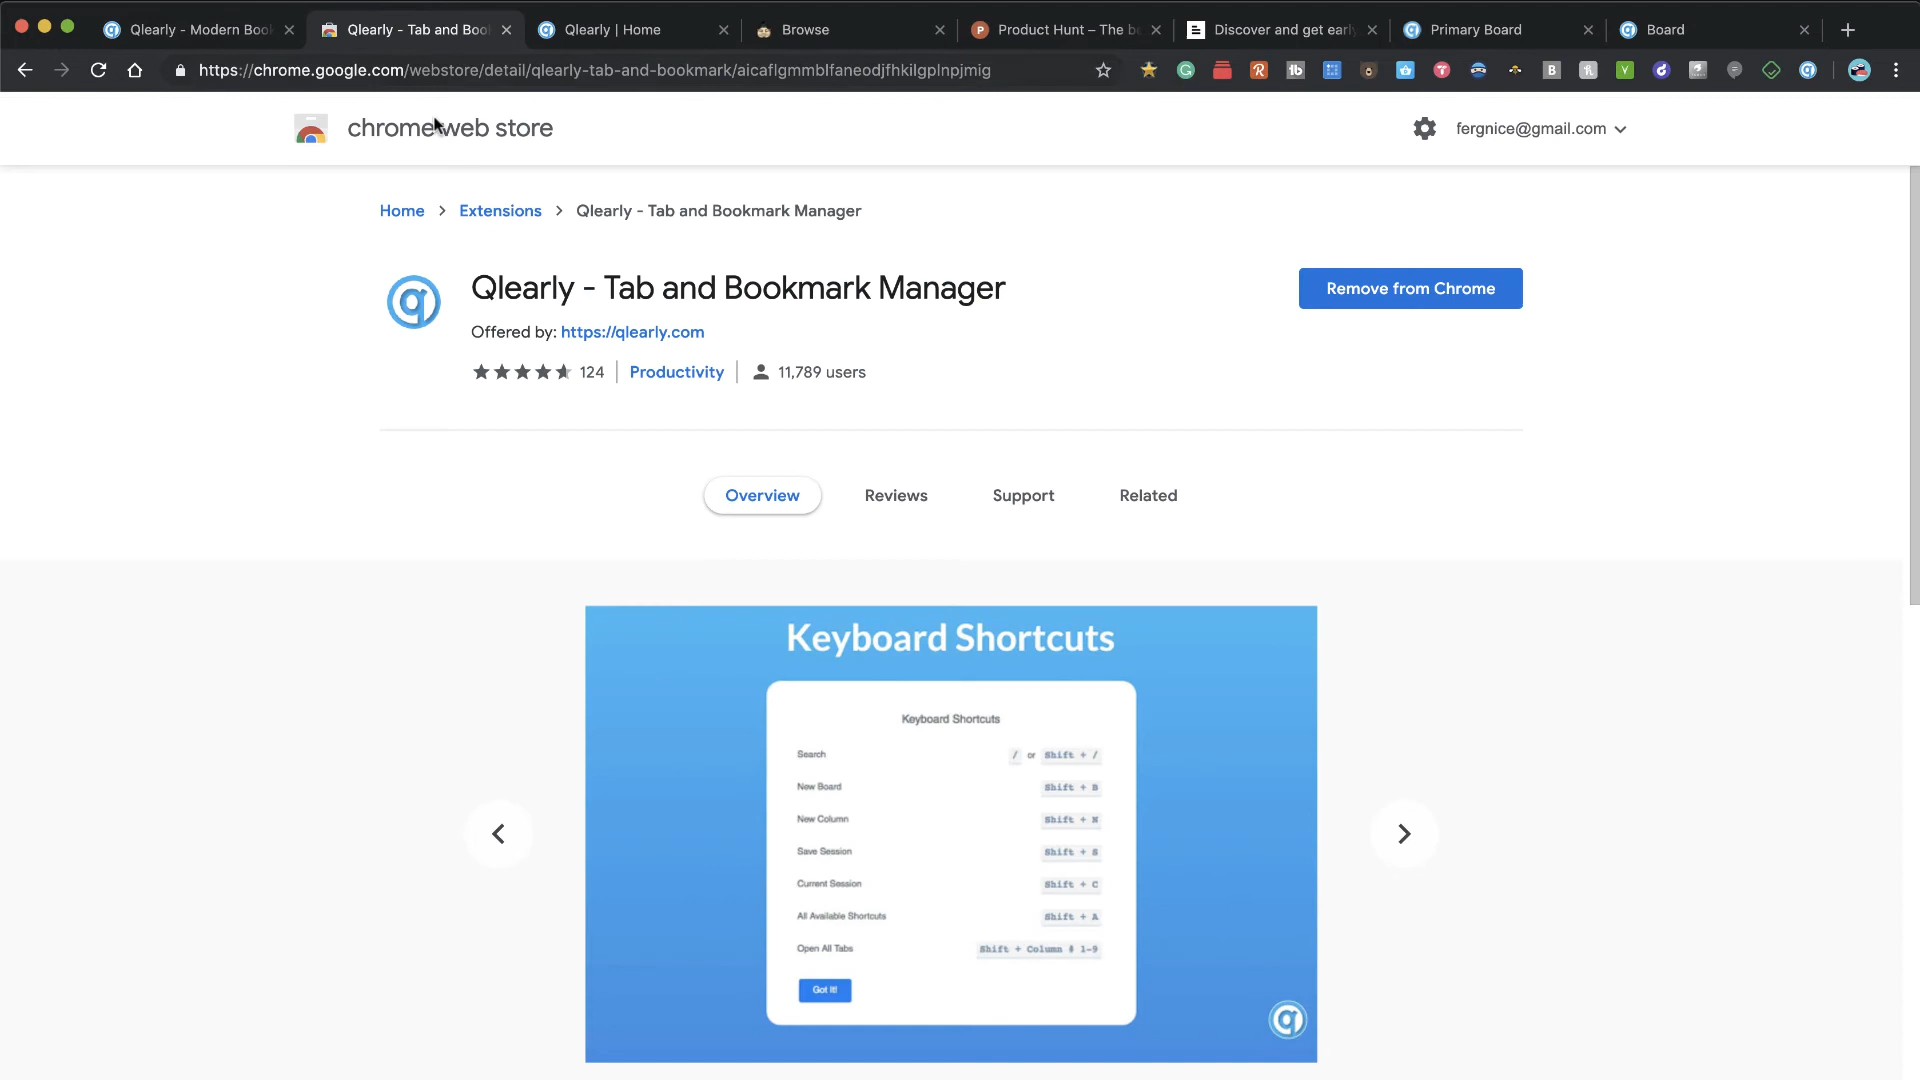 Qlearly - Modern Boo
Qlearly - Tab and Boo
Qlearly | Home
Browse
Product Hunt – The be
Discover and get early
Primary Board
Board
https://chrome.google.com/webstore/detail/qlearly-tab-and-bookmark/aicaflgmmblfaneodjfhkilgplnpjmig
chrome web store
fergnice@gmail.com
Home > Extensions > Qlearly - Tab and Bookmark Manager
Qlearly - Tab and Bookmark Manager
Remove from Chrome
Offered by: https://qlearly.com
124 Productivity 11,789 users
Overview Reviews Support Related
Keyboard Shortcuts
Keyboard Shortcuts
Search / or Shift + /
New Board Shift + B
New Column Shift + N
Save Session Shift + S
Current Session Shift + C
All Available Shortcuts Shift + A
Open All Tabs Shift + Column # 1-9
Got It!